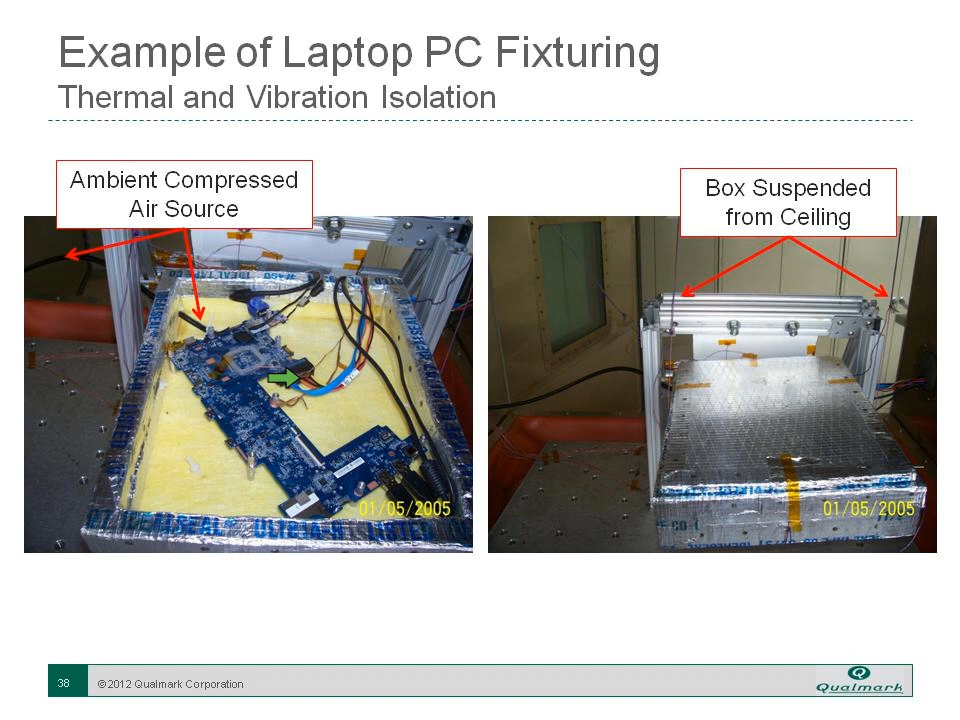 Example of Laptop PC Fixturing
Thermal and Vibration Isolation
Ambient Compressed
Air Source
Box Suspended
from Ceiling
01/05/2005
01/05/2005
38
©2012 Qualmark Corporation
Qualmark